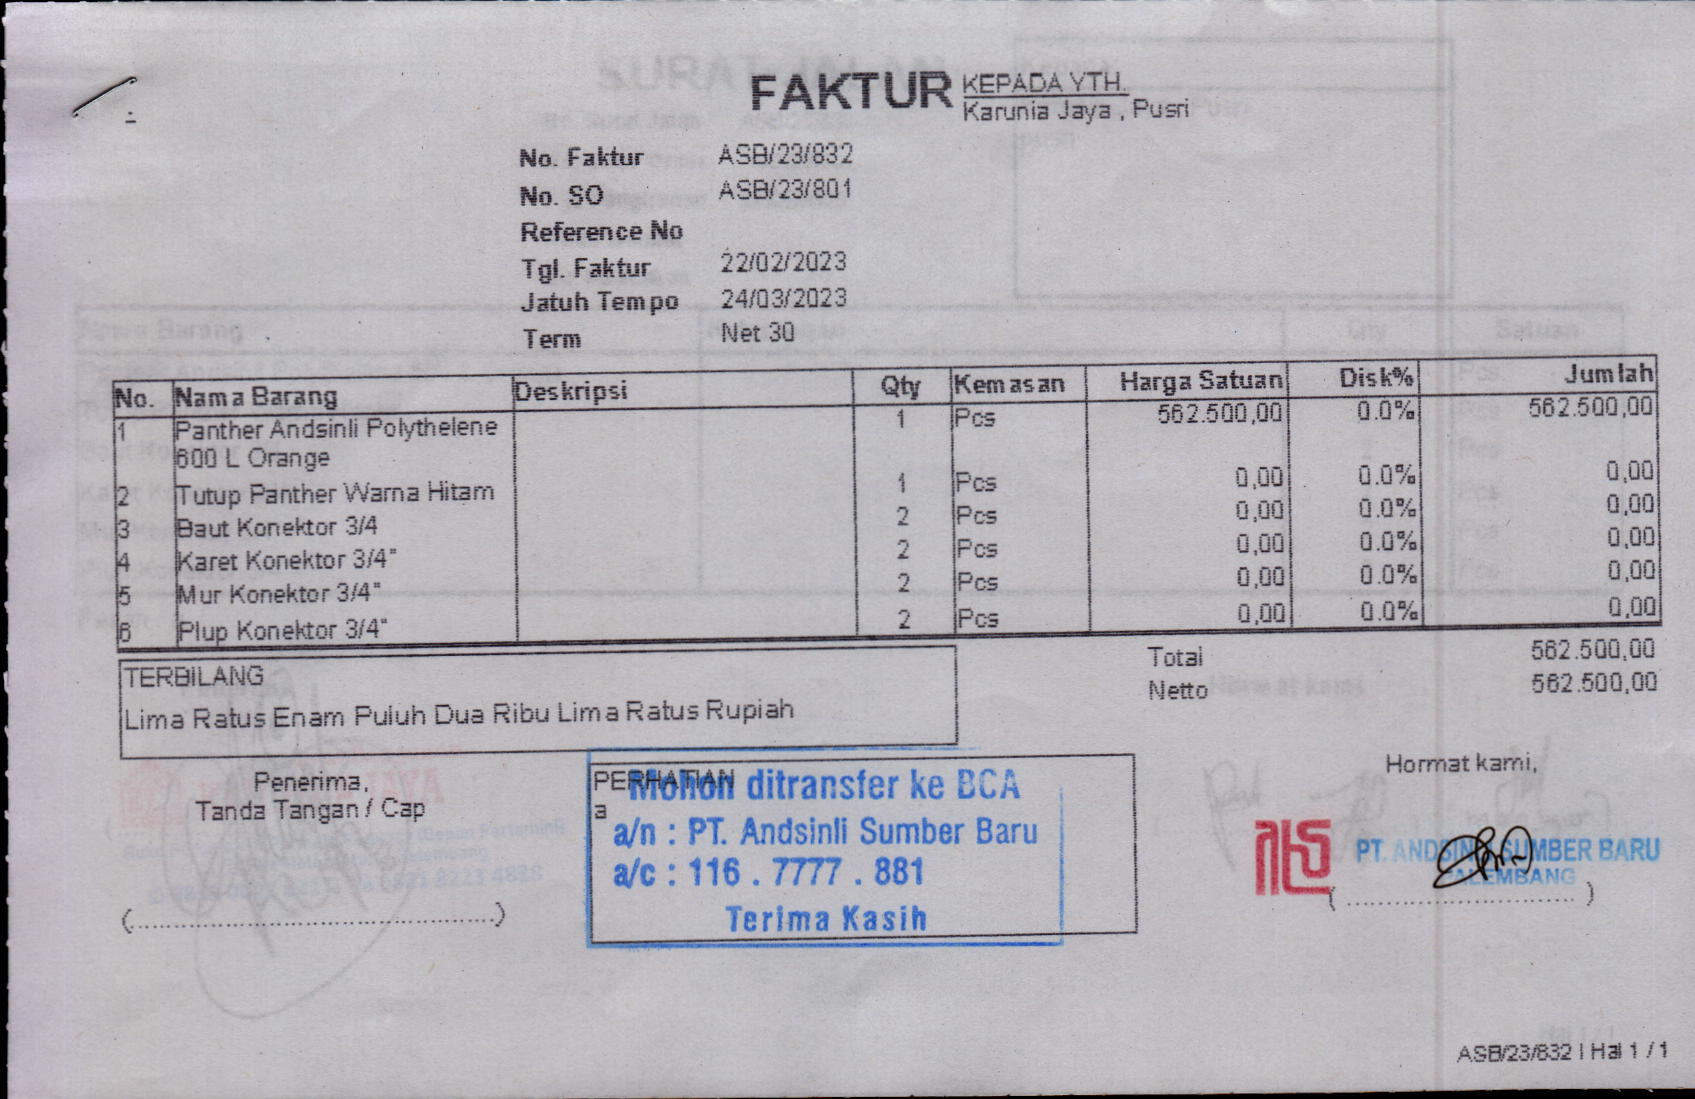 FAKTUR
KEPADA YTH.
Karunia Jaya , Pusri
No. Faktur ASB/23/832
No. SO ASB/23/801
Reference No
Tgl. Faktur 22/02/2023
Jatuh Tempo 24/03/2023
Term Net 30
No. Nama Barang Deskripsi Qty Kemasan Harga Satuan Disk% Jumlah
1 Panther Andsinli Polythelene 1 Pcs 562.500,00 0.0% 562.500,00
600 L Orange
2 Tutup Panther Warna Hitam 1 Pcs 0,00 0.0% 0,00
3 Baut Konektor 3/4 2 Pcs 0,00 0.0% 0,00
4 Karet Konektor 3/4" 2 Pcs 0,00 0.0% 0,00
5 Mur Konektor 3/4" 2 Pcs 0,00 0.0% 0,00
6 Plup Konektor 3/4" 2 Pcs 0,00 0.0% 0,00
Total 562.500,00
Netto 562.500,00
TERBILANG
Lima Ratus Enam Puluh Dua Ribu Lima Ratus Rupiah
Penerima,
Tanda Tangan / Cap
(..........................................................)
PERHATIAN
a
Mohon ditransfer ke BCA
a/n : PT. Andsinli Sumber Baru
a/c : 116 . 7777 . 881
Terima Kasih
Hormat kami,
PT. ANDSINLI SUMBER BARU
PALEMBANG
( ................................... )
ASB/23/832 | Hal 1 / 1